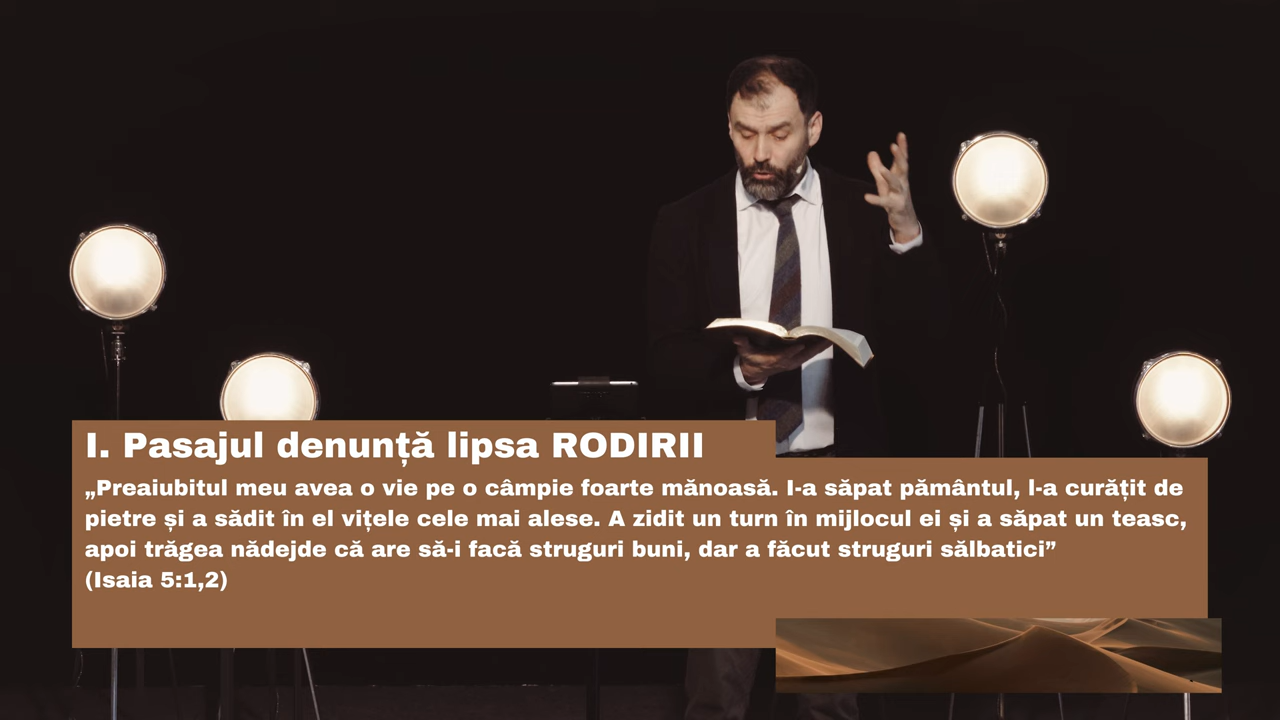 I. Pasajul denunță lipsa RODIRII
„Preaiubitul meu avea o vie pe o câmpie foarte mănoasă. I-a săpat pământul, l-a curățit de
pietre și a sădit în el vițele cele mai alese. A zidit un turn în mijlocul ei și a săpat un teasc,
apoi trăgea nădejde că are să-i facă struguri buni, dar a făcut struguri sălbatici”
(Isaia 5:1,2)